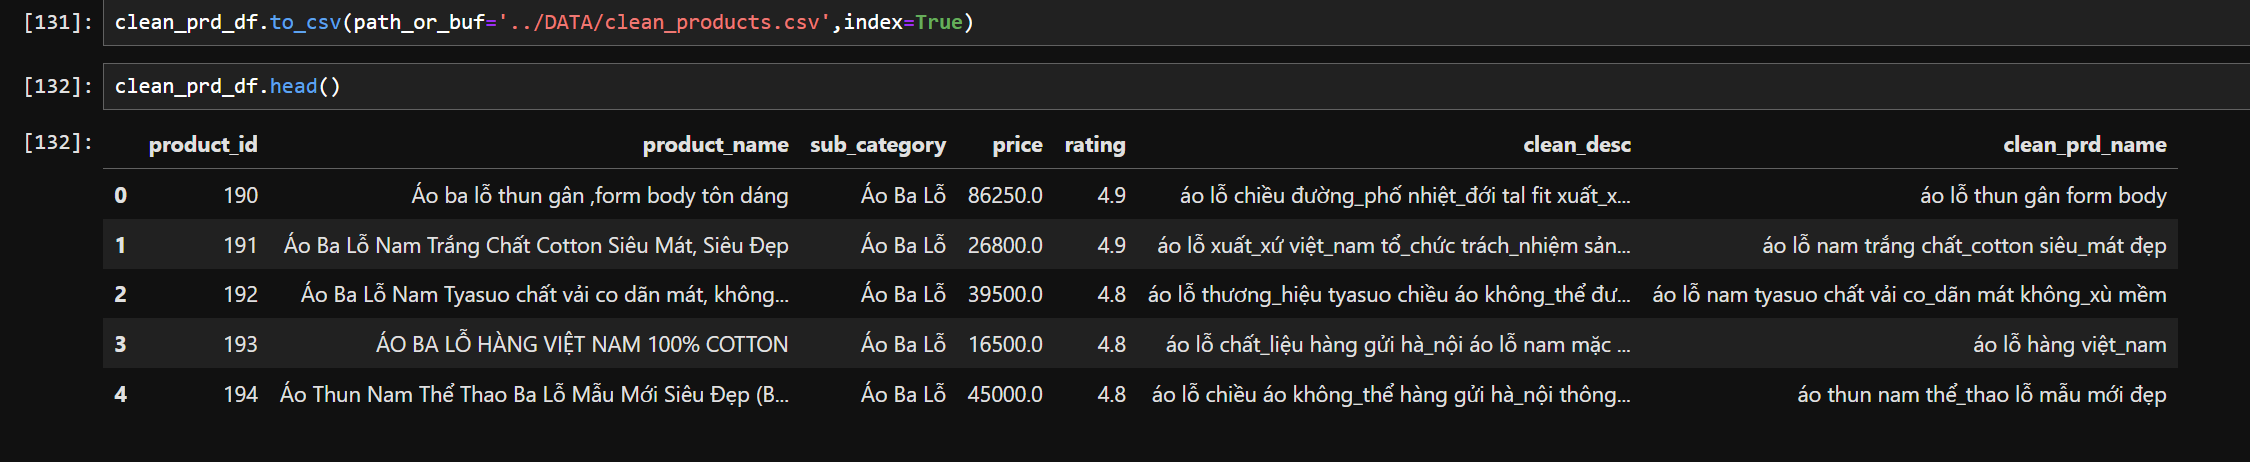 [131]: clean_prd_df.to_csv(path_or_buf='../DATA/clean_products.csv',index=True)
[132]: clean_prd_df.head()
[132]: product_id product_name sub_category price rating clean_desc clean_prd_name
0 190 Áo ba lỗ thun gân ,form body tôn dáng Áo Ba Lỗ 86250.0 4.9 áo lỗ chiều đường_phố nhiệt_đới tal fit xuất_x... áo lỗ thun gân form body
1 191 Áo Ba Lỗ Nam Trắng Chất Cotton Siêu Mát, Siêu Đẹp Áo Ba Lỗ 26800.0 4.9 áo lỗ xuất_xứ việt_nam tổ_chức trách_nhiệm sản... áo lỗ nam trắng chất_cotton siêu_mát đẹp
2 192 Áo Ba Lỗ Nam Tyasuo chất vải co dãn mát, không... Áo Ba Lỗ 39500.0 4.8 áo lỗ thương_hiệu tyasuo chiều áo không_thể đư... áo lỗ nam tyasuo chất vải co_dãn mát không_xù mềm
3 193 ÁO BA LỖ HÀNG VIỆT NAM 100% COTTON Áo Ba Lỗ 16500.0 4.8 áo lỗ chất_liệu hàng gửi hà_nội áo lỗ nam mặc ... áo lỗ hàng việt_nam
4 194 Áo Thun Nam Thể Thao Ba Lỗ Mẫu Mới Siêu Đẹp (B... Áo Ba Lỗ 45000.0 4.8 áo lỗ chiều áo không_thể hàng gửi hà_nội thông... áo thun nam thể_thao lỗ mẫu mới đẹp